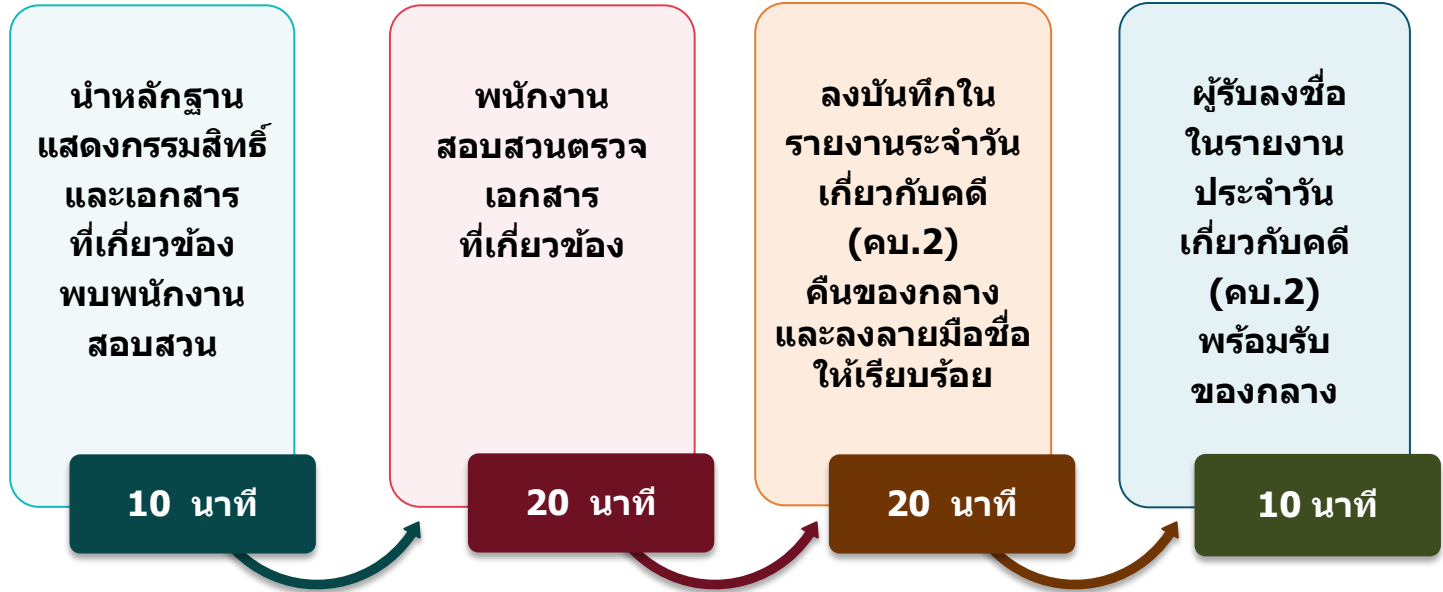 นำหลักฐาน
แสดงกรรมสิทธิ์
และเอกสาร
ที่เกี่ยวข้อง
พบพนักงาน
สอบสวน
10 นาที
พนักงาน
สอบสวนตรวจ
เอกสาร
ที่เกี่ยวข้อง
20 นาที
ลงบันทึกใน
รายงานระจำวัน
เกี่ยวกับคดี
(คบ.2)
คืนของกลาง
และลงลายมือชื่อ
ให้เรียบร้อย
20 นาที
ผู้รับลงชื่อ
ในรายงาน
ประจำวัน
เกี่ยวกับคดี
(คบ.2)
พร้อมรับ
ของกลาง
10 นาที